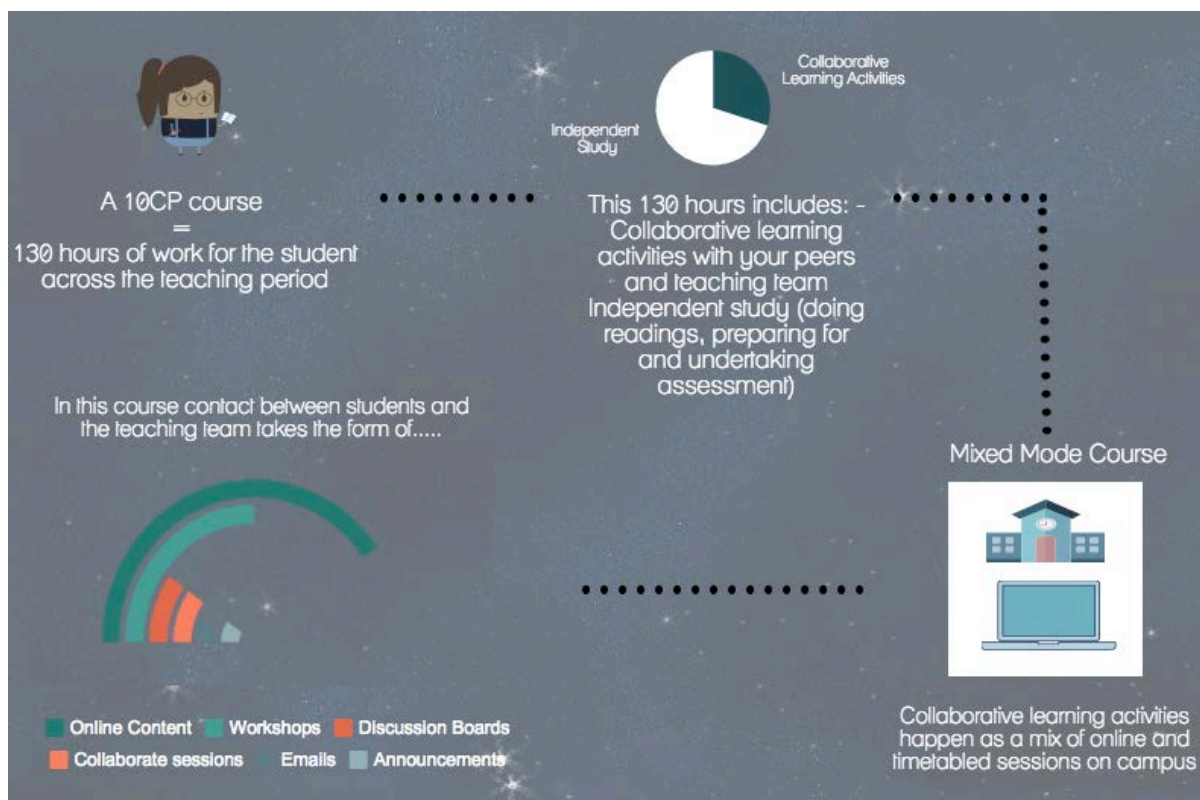 A 10CP course
=
130 hours of work for the student
across the teaching period
Collaborative
Learning Activities
Independent
Study
This 130 hours includes: -
Collaborative learning
activities with your peers
and teaching team
Independent study (doing
readings, preparing for
and undertaking
assessment)
Mixed Mode Course
Collaborative learning activities
happen as a mix of online and
timetabled sessions on campus
In this course contact between students and
the teaching team takes the form of.....
Online Content Workshops Discussion Boards
Collaborate sessions Emails Announcements